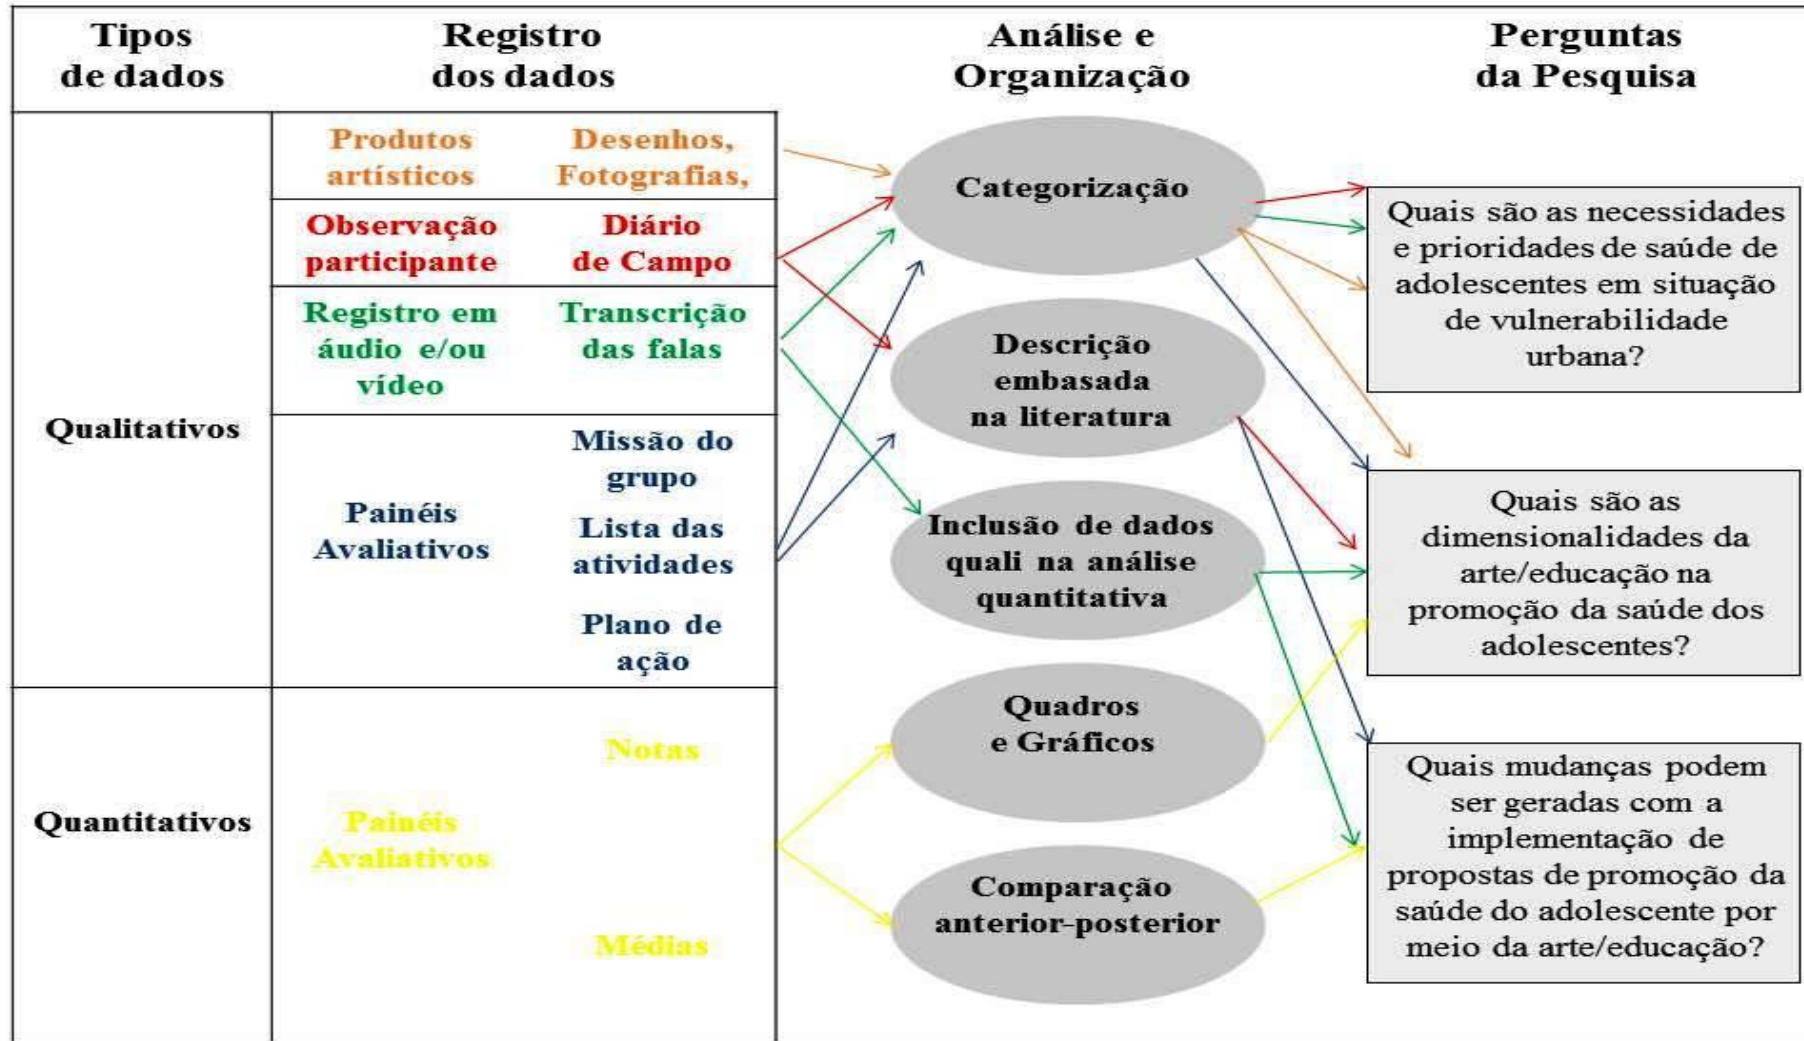 Tipos
de dados
Registro
dos dados
Análise e
Organização
Perguntas
da Pesquisa
Qualitativos
Produtos
artísticos
Desenhos,
Fotografias,
Observação
participante
Diário
de Campo
Registro em
áudio e/ou
vídeo
Transcrição
das falas
Painéis
Avaliativos
Missão do
grupo
Lista das
atividades
Plano de
ação
Quantitativos
Painéis
Avaliativos
Notas
Médias
Categorização
Descrição
embasada
na literatura
Inclusão de dados
quali na análise
quantitativa
Quadros
e Gráficos
Comparação
anterior-posterior
Quais são as necessidades
e prioridades de saúde de
adolescentes em situação
de vulnerabilidade
urbana?
Quais são as
dimensionalidades da
arte/educação na
promoção da saúde dos
adolescentes?
Quais mudanças podem
ser geradas com a
implementação de
propostas de promoção da
saúde do adolescente por
meio da arte/educação?